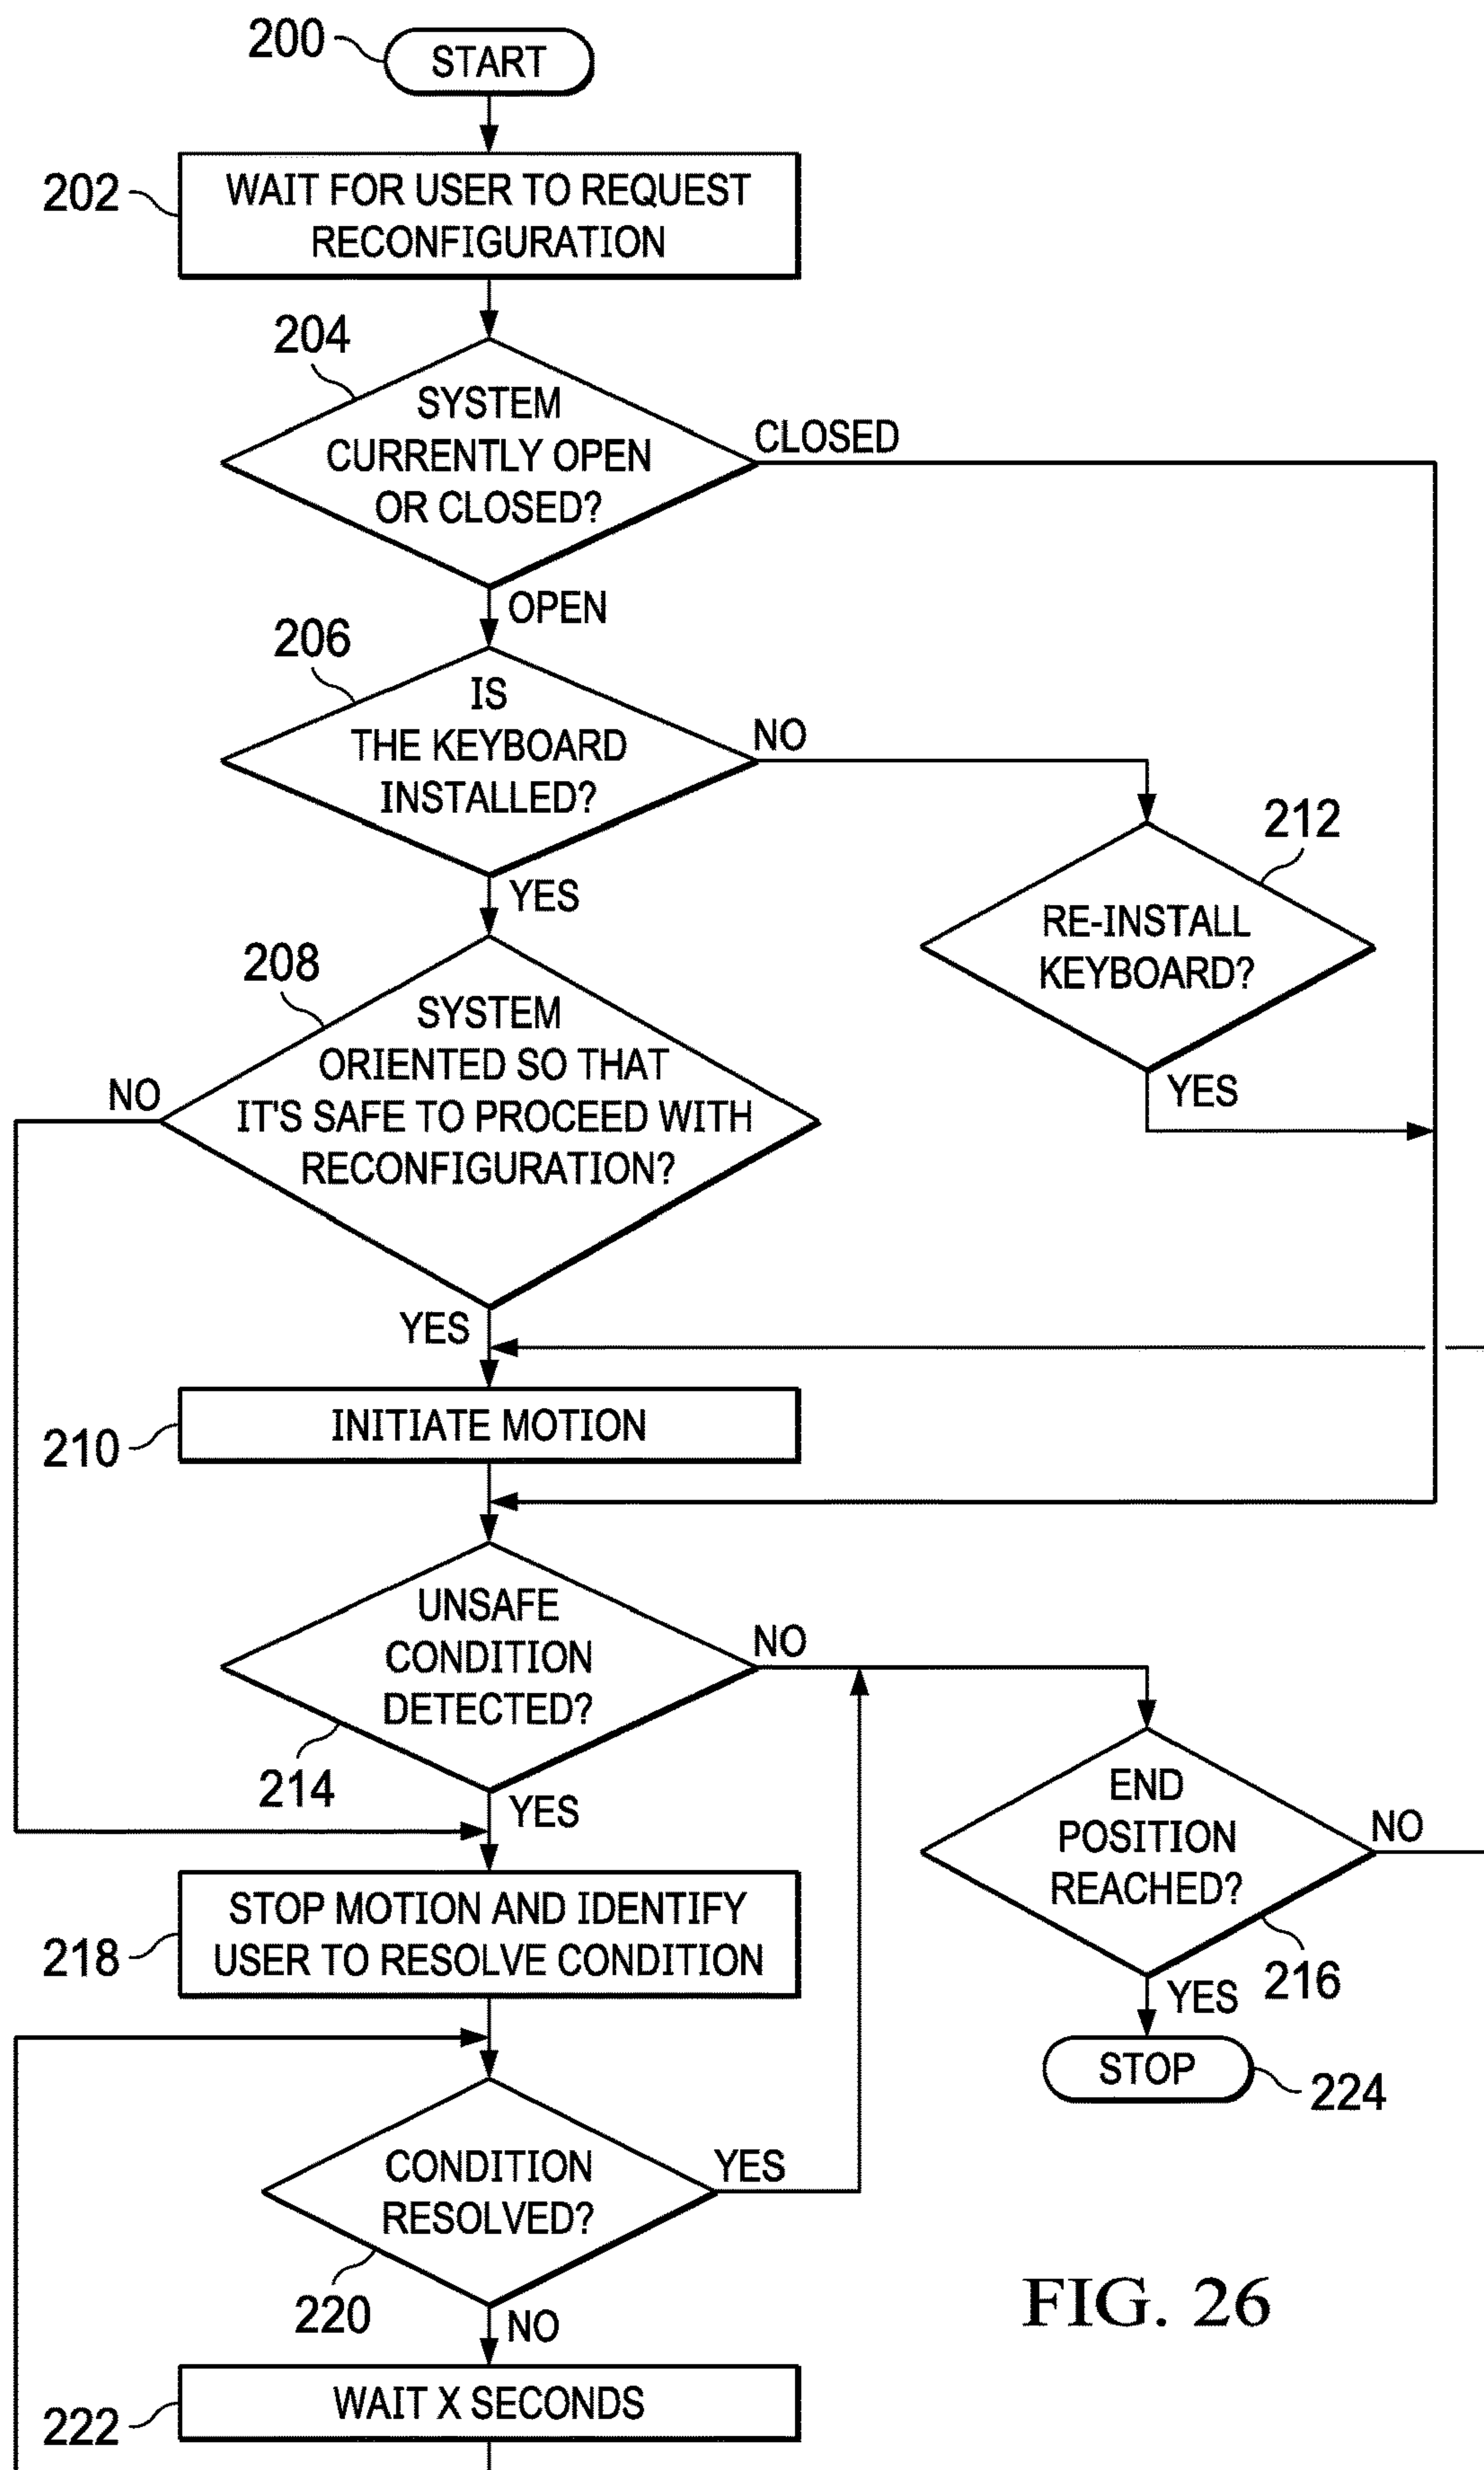 200
START
202
WAIT FOR USER TO REQUEST
RECONFIGURATION
204
SYSTEM
CURRENTLY OPEN
OR CLOSED?
CLOSED
OPEN
206
IS
THE KEYBOARD
INSTALLED?
NO
YES
212
RE-INSTALL
KEYBOARD?
YES
208
SYSTEM
ORIENTED SO THAT
IT'S SAFE TO PROCEED WITH
RECONFIGURATION?
NO
YES
210
INITIATE MOTION
UNSAFE
CONDITION
DETECTED?
NO
214
YES
END
POSITION
REACHED?
NO
216
YES
218
STOP MOTION AND IDENTIFY
USER TO RESOLVE CONDITION
STOP
224
CONDITION
RESOLVED?
YES
220
NO
222
WAIT X SECONDS
FIG. 26